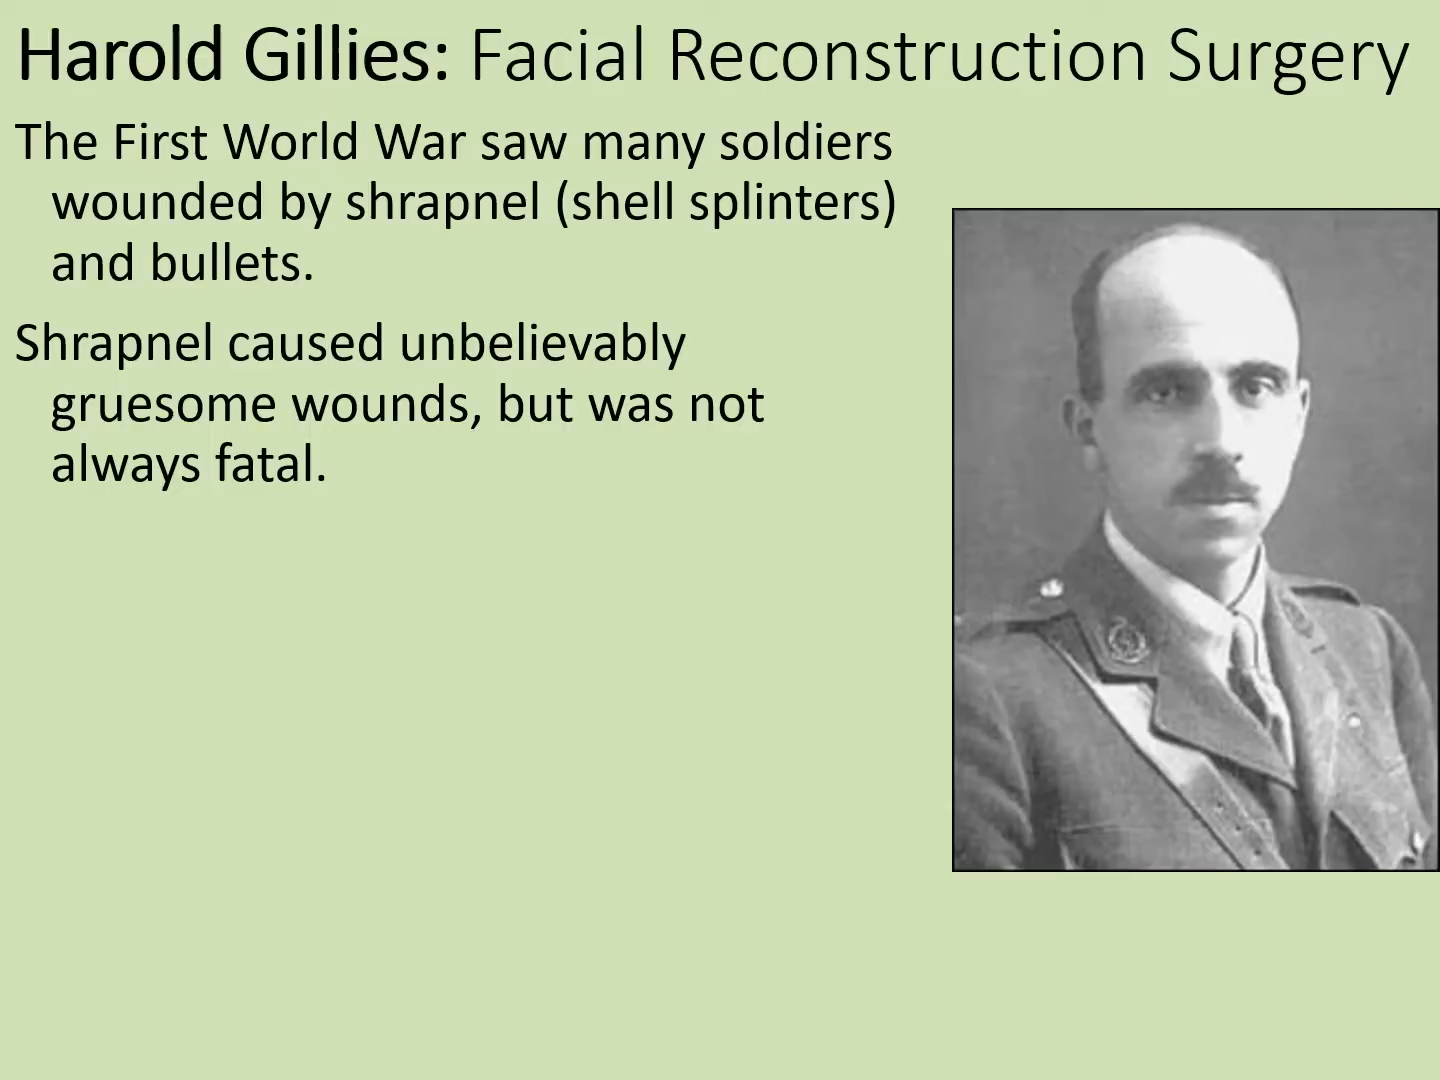 Harold Gillies: Facial Reconstruction Surgery
The First World War saw many soldiers
wounded by shrapnel (shell splinters)
and bullets.
Shrapnel caused unbelievably
gruesome wounds, but was not
always fatal.